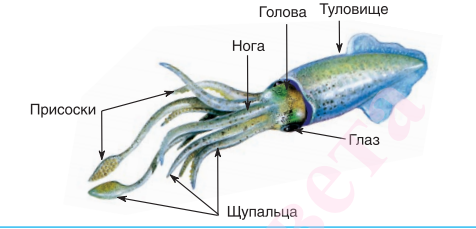 Голова
Туловище
Нога
Присоски
Глаз
Щупальца